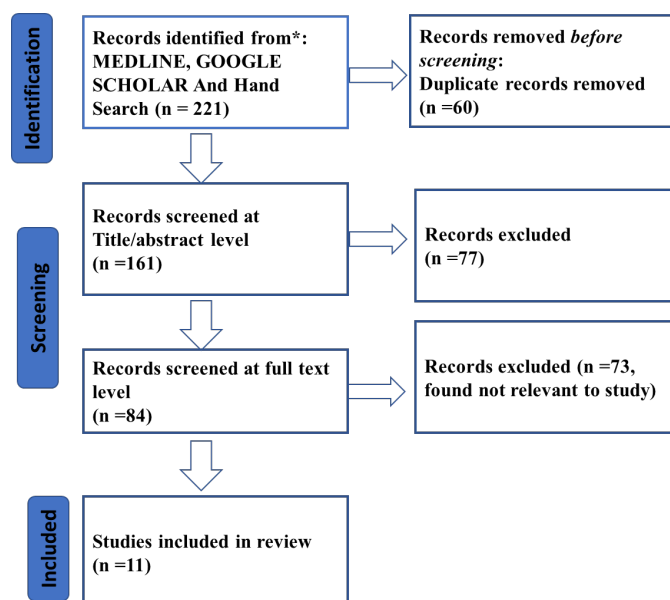 Identification
Records identified from*:
MEDLINE, GOOGLE
SCHOLAR And Hand
Search (n = 221)
Records removed before
screening:
Duplicate records removed
(n =60)
Screening
Records screened at
Title/abstract level
(n =161)
Records excluded
(n =77)
Records screened at full text
level
(n =84)
Records excluded (n =73,
found not relevant to study)
Included
Studies included in review
(n =11)